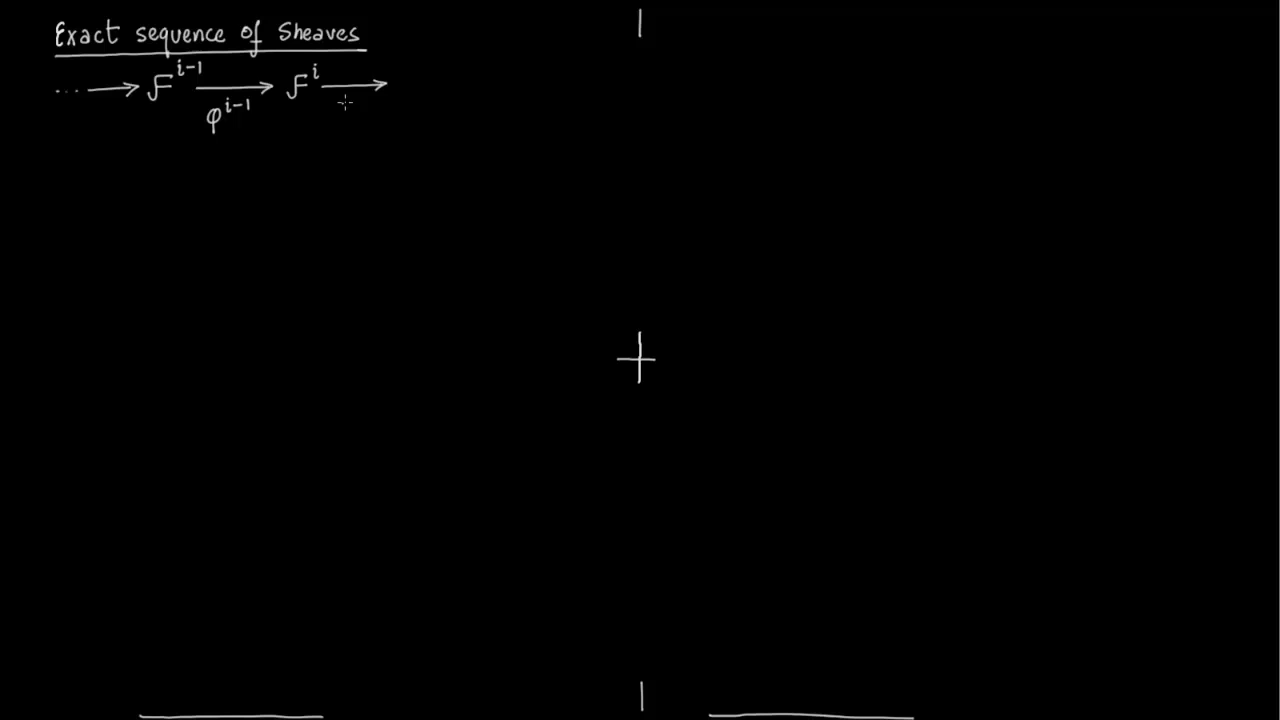 Exact sequence of Sheaves
... ⟶ F^{i-1} ⟶_{φ^{i-1}} F^i ⟶